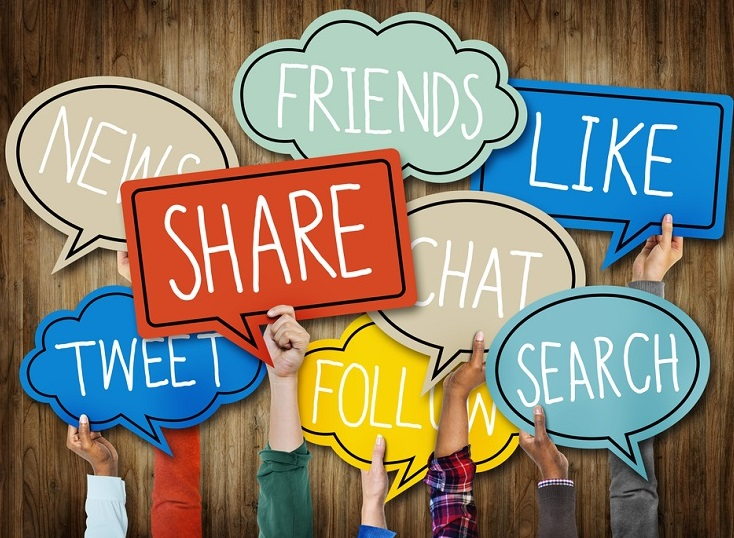 FRIENDS
LIKE
NEWS
SHARE
CHAT
TWEET
FOLLOW
SEARCH